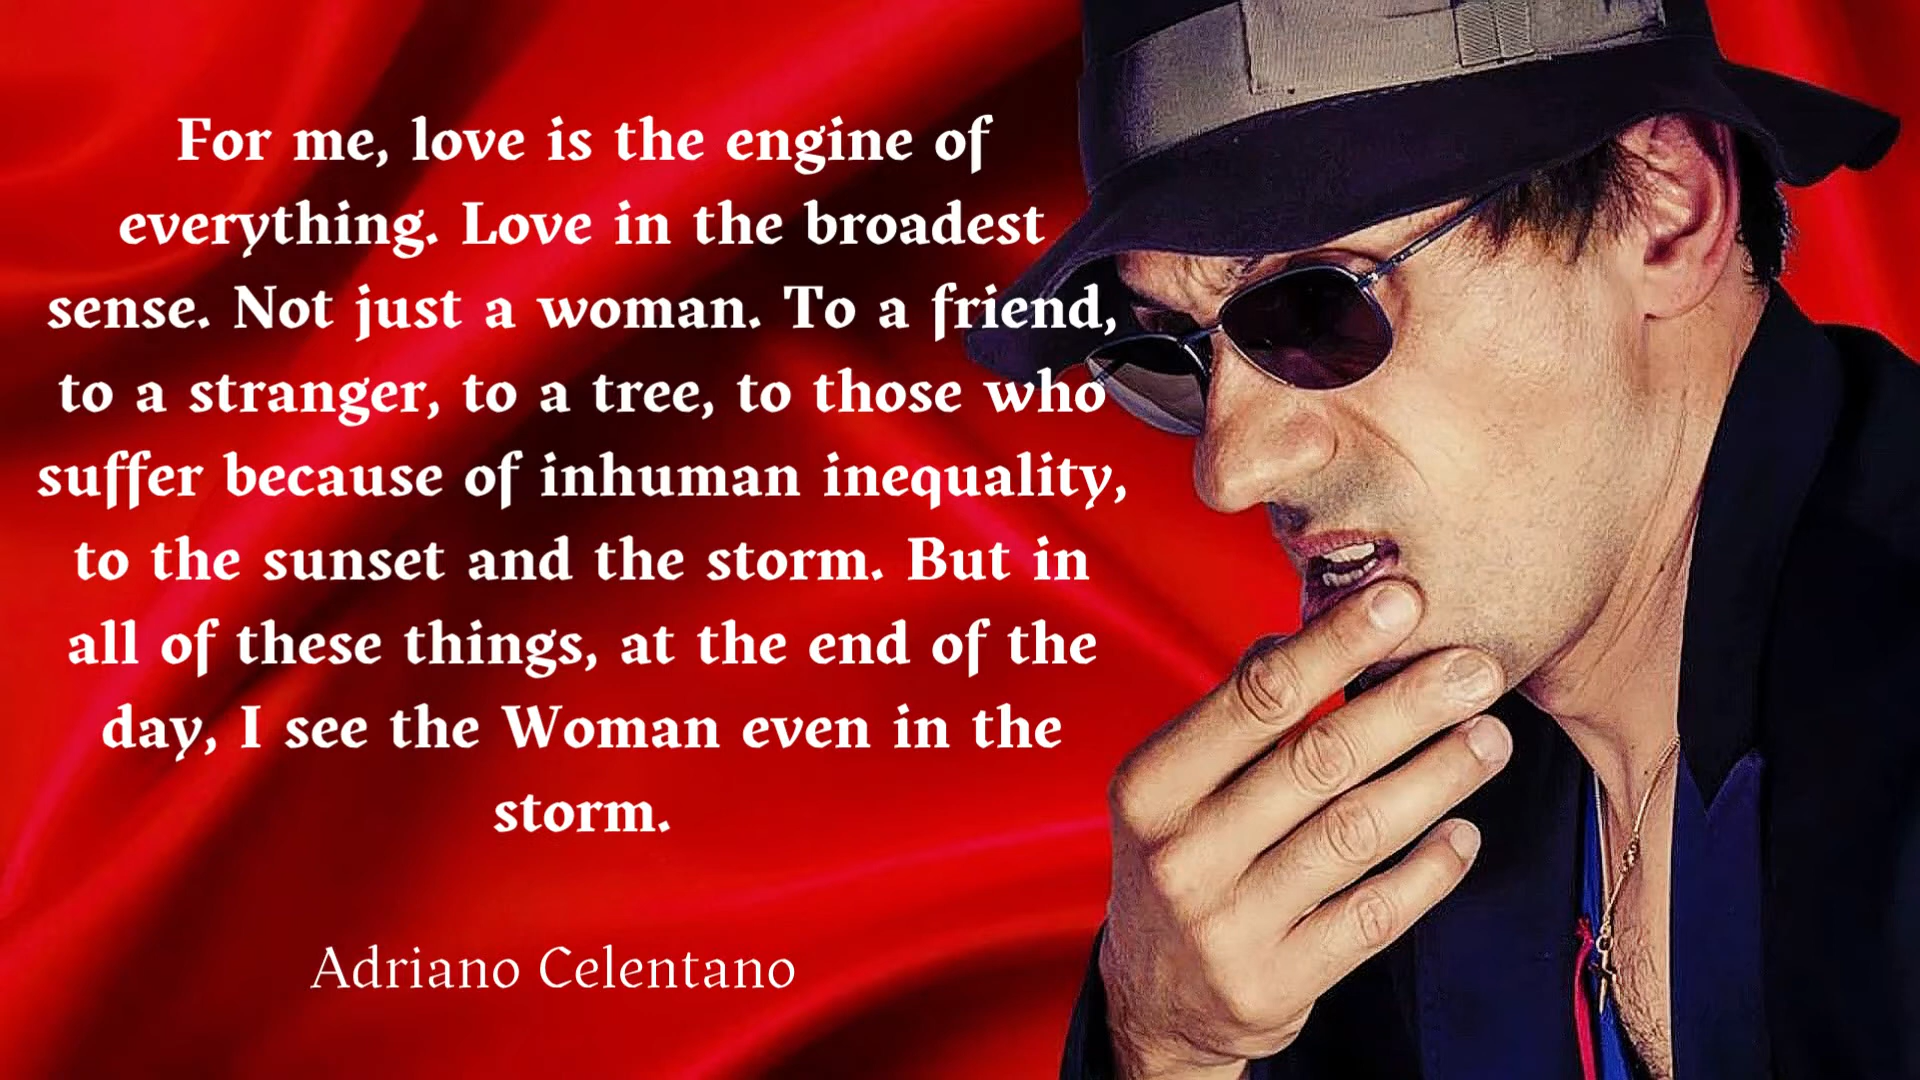 For me, love is the engine of
everything. Love in the broadest
sense. Not just a woman. To a friend,
to a stranger, to a tree, to those who
suffer because of inhuman inequality,
to the sunset and the storm. But in
all of these things, at the end of the
day, I see the Woman even in the
storm.
Adriano Celentano